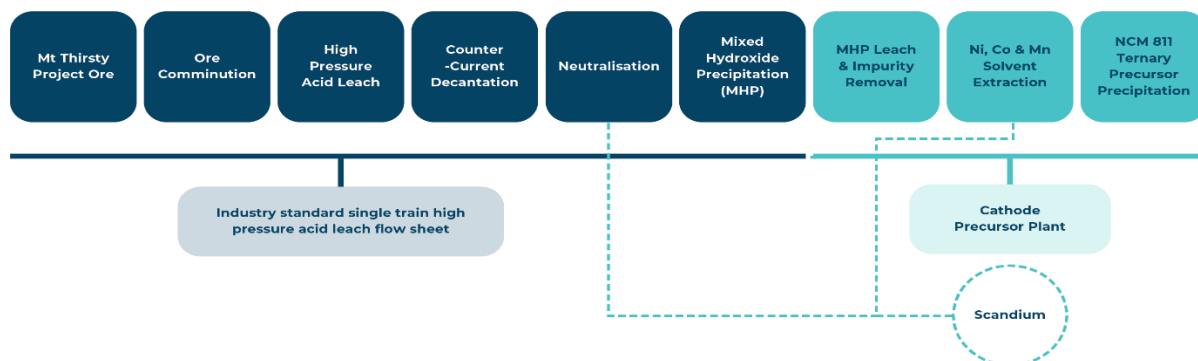 Mt Thirsty
Project Ore
Ore
Comminution
High
Pressure
Acid Leach
Counter
-Current
Decantation
Neutralisation
Mixed
Hydroxide
Precipitation
(MHP)
MHP Leach
& Impurity
Removal
Ni, Co & Mn
Solvent
Extraction
NCM 811
Ternary
Precursor
Precipitation
Industry standard single train high
pressure acid leach flow sheet
Cathode
Precursor Plant
Scandium